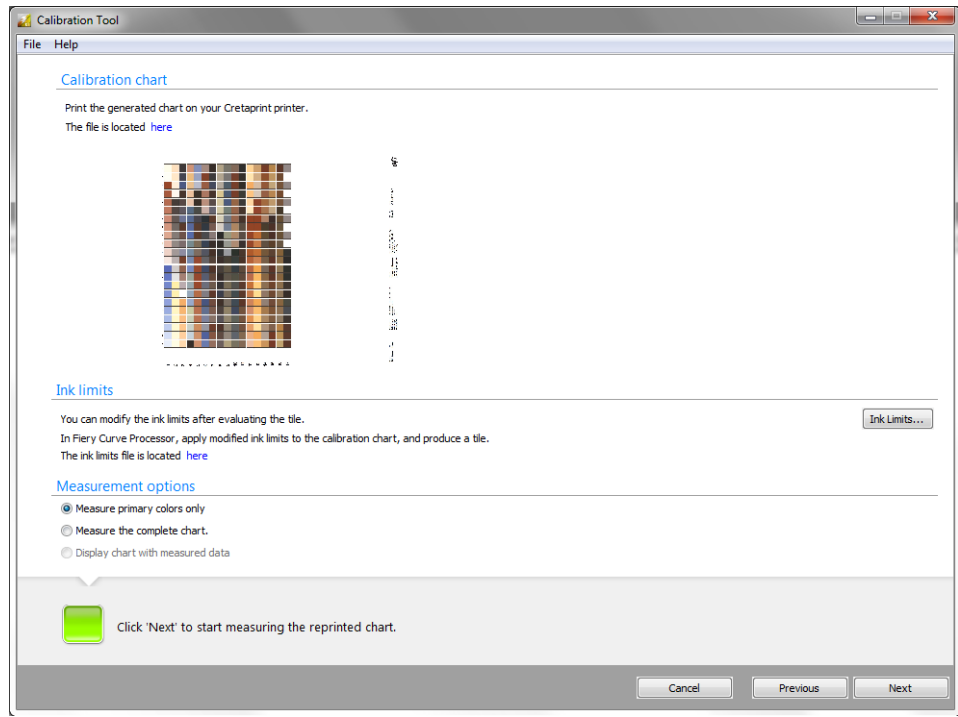 Calibration Tool
File Help
Calibration chart
Print the generated chart on your Cretaprint printer.
The file is located here
Ink limits
You can modify the ink limits after evaluating the tile.
Ink Limits...
In Fiery Curve Processor, apply modified ink limits to the calibration chart, and produce a tile.
The ink limits file is located here
Measurement options
Measure primary colors only
Measure the complete chart.
Display chart with measured data
Click 'Next' to start measuring the reprinted chart.
Cancel Previous Next